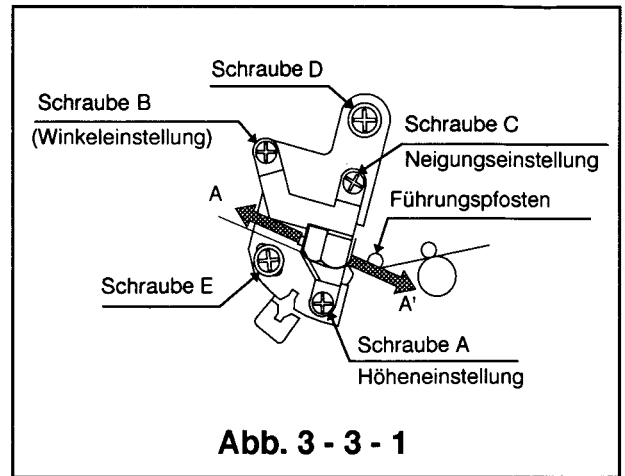 Schraube D
Schraube B
(Winkeleinstellung)
Schraube C
Neigungseinstellung
A
Führungspfosten
Schraube E
A'
Schraube A
Höheneinstellung
Abb. 3 - 3 - 1